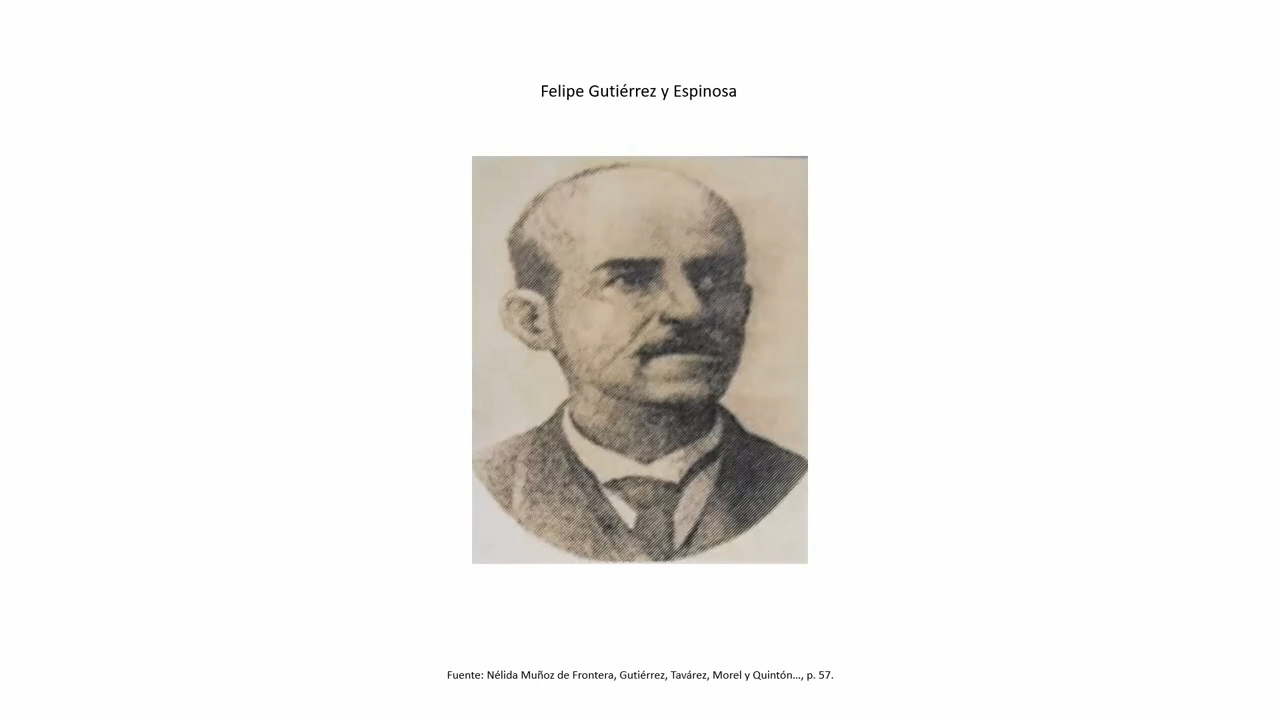 Felipe Gutiérrez y Espinosa
Fuente: Nélida Muñoz de Frontera, Gutiérrez, Tavárez, Morel y Quintón..., p. 57.